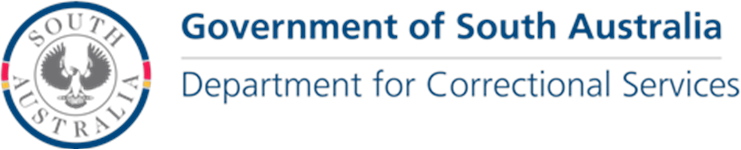 SOUTH
AUSTRALIA
Government of South Australia
Department for Correctional Services